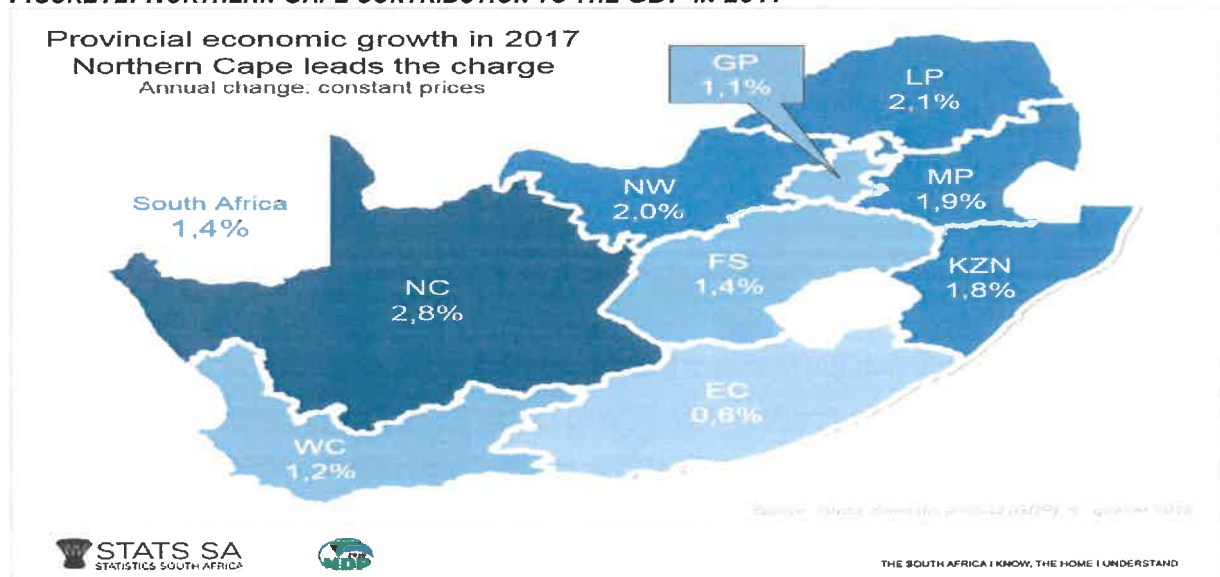 Provincial economic growth in 2017
Northern Cape leads the charge
Annual change: constant prices
GP
1,1%
LP
2,1%
NW
2,0%
MP
1,9%
South Africa
1,4%
FS
1,4%
KZN
1,8%
NC
2,8%
EC
0,6%
WC
1,2%
STATS SA
STATISTICS SOUTH AFRICA
NDP
THE SOUTH AFRICA I KNOW, THE HOME I UNDERSTAND